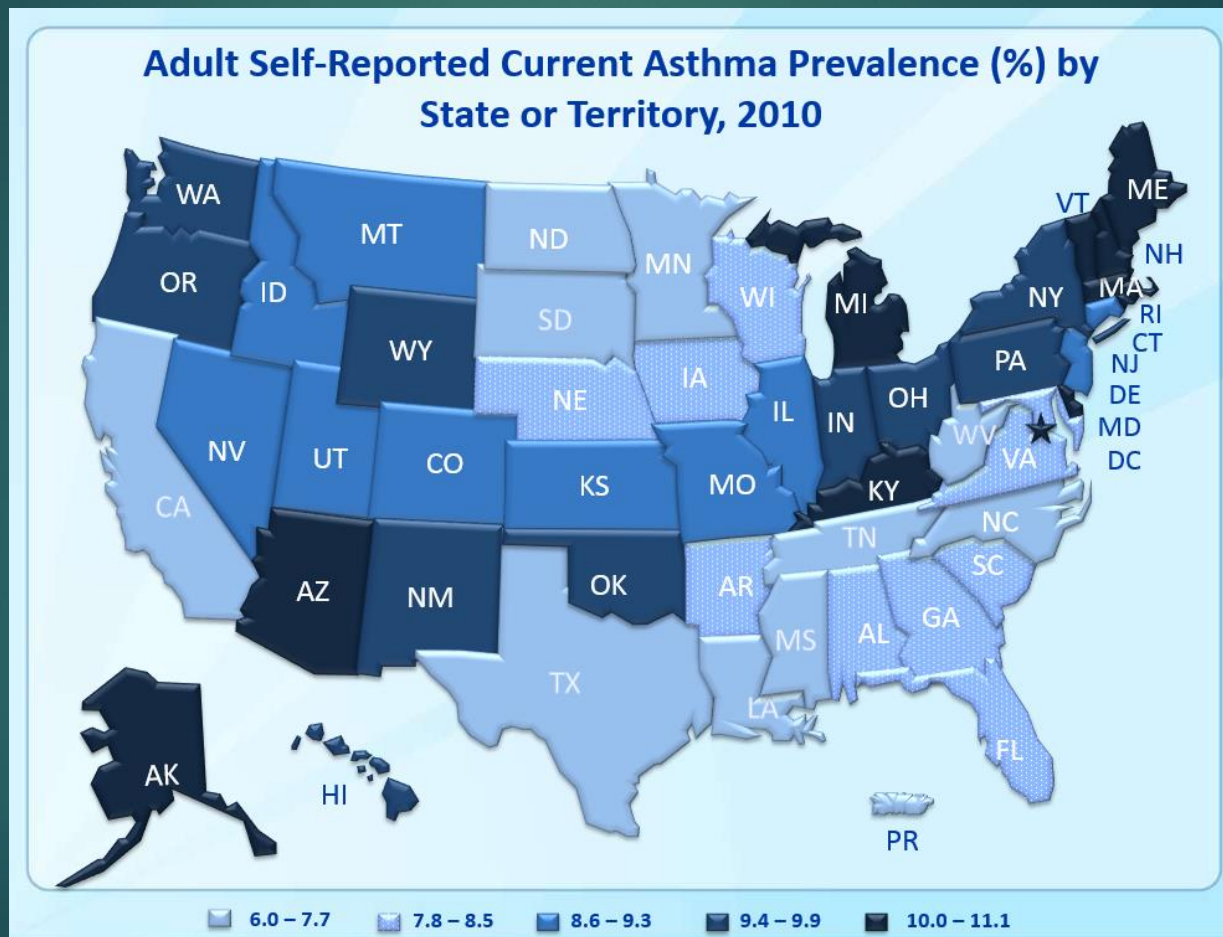 Adult Self-Reported Current Asthma Prevalence (%) by
State or Territory, 2010
WA
MT
ND
MN
VT
ME
OR
ID
SD
WI
MI
NY
NH
MA
WY
RI
CT
IA
PA
NJ
NE
IL
IN
OH
DE
NV
UT
CO
WV
MD
KS
MO
VA
DC
CA
KY
NC
TN
AZ
NM
OK
AR
SC
MS
AL
GA
TX
LA
FL
AK
HI
PR
6.0 – 7.7
7.8 – 8.5
8.6 – 9.3
9.4 – 9.9
10.0 – 11.1